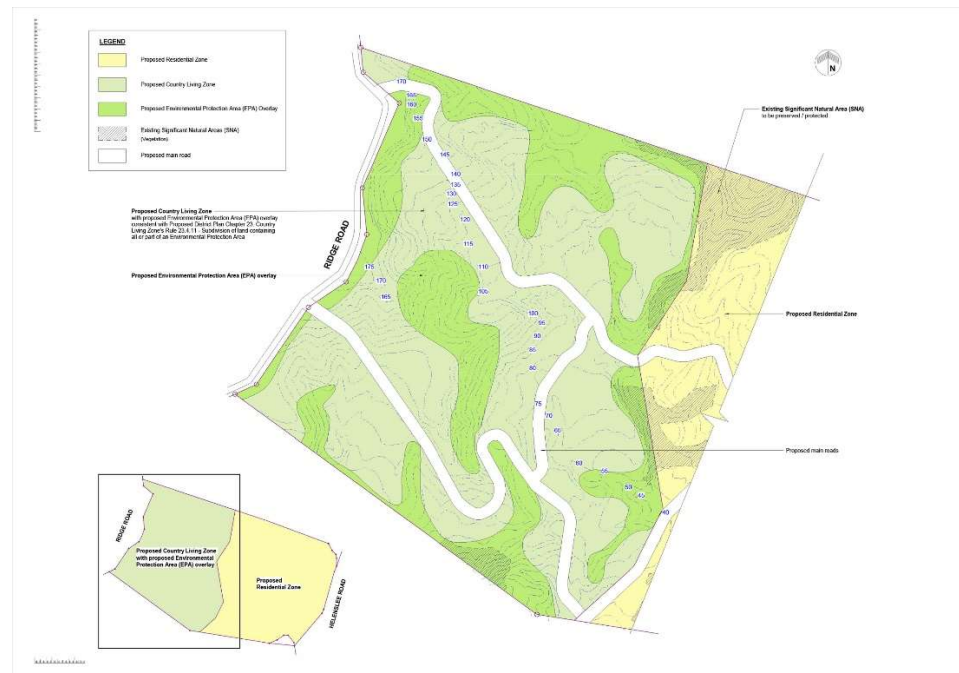 LEGEND
Proposed Residential Zone
Proposed Country Living Zone
Proposed Environmental Protection Area (EPA) Overlay
Existing Significant Natural Areas (SNA)
(Vegetation)
Proposed main road
N
Existing Significant Natural Area (SNA)
to be preserved / protected
Proposed Country Living Zone
with proposed Environmental Protection Area (EPA) overlay
consistent with Proposed District Plan Chapter 23: Country
Living Zone's Rule 23.4.11 - Subdivision of land containing
all or part of an Environmental Protection Area
RIDGE ROAD
Proposed Environmental Protection Area (EPA) overlay
Proposed Residential Zone
Proposed main roads
170
165
160
155
150
145
140
135
130
125
120
115
110
105
175
170
165
100
95
90
85
80
75
70
65
60
55
50
45
40
RIDGE ROAD
Proposed Country Living Zone
with proposed Environmental
Protection Area (EPA) overlay
Proposed
Residential Zone
HELENSLEE ROAD